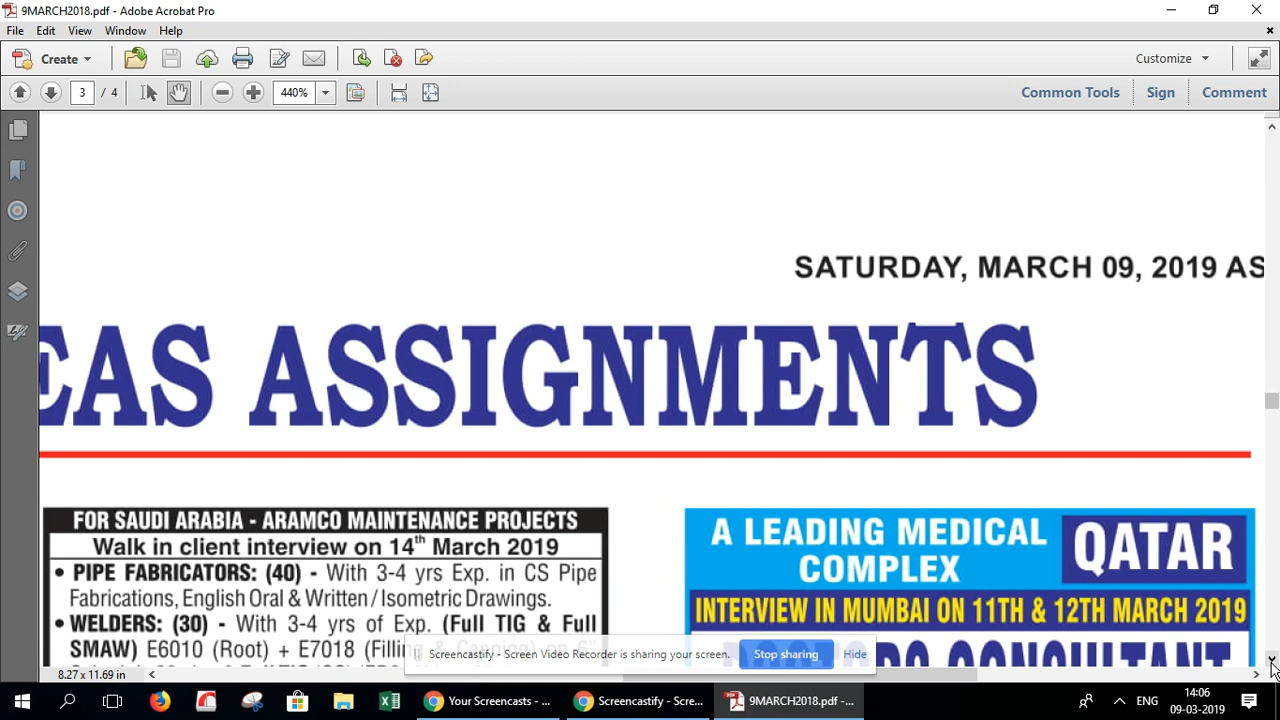 9MARCH2018.pdf - Adobe Acrobat Pro
File Edit View Window Help
Create
Customize
3 / 4
440%
Common Tools Sign Comment
SATURDAY, MARCH 09, 2019 AS
EAS ASSIGNMENTS
FOR SAUDI ARABIA - ARAMCO MAINTENANCE PROJECTS
Walk in client interview on 14th March 2019
• PIPE FABRICATORS: (40) - With 3-4 yrs Exp. in CS Pipe
Fabrications, English Oral & Written / Isometric Drawings.
• WELDERS: (30) - With 3-4 yrs of Exp. (Full TIG & Full
SMAW) E6010 (Root) + E7018 (Filling
A LEADING MEDICAL
COMPLEX
QATAR
INTERVIEW IN MUMBAI ON 11TH & 12TH MARCH 2019
CONSULTANT
Screencastify - Screen Video Recorder is sharing your screen. Stop sharing Hide
8.27 x 11.69 in
Your Screencasts - ...
Screencastify - Scree...
9MARCH2018.pdf -...
ENG
14:06
09-03-2019